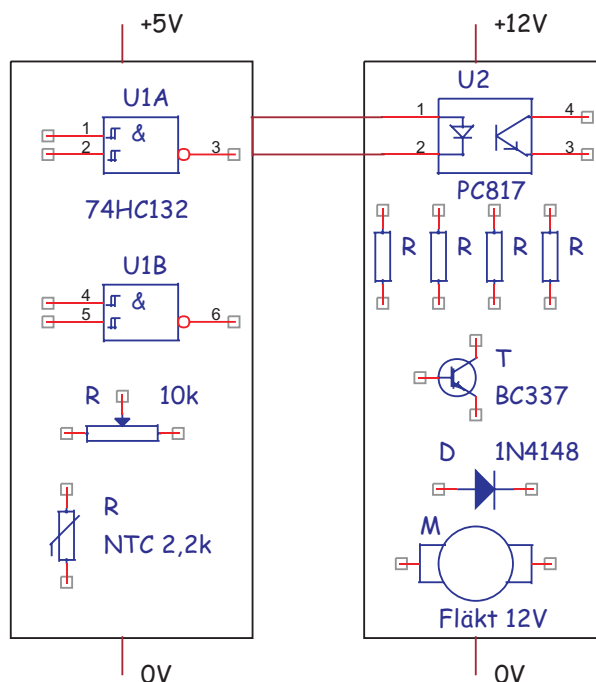 +5V
+12V
U1A
1
2
&
3
74HC132
U1B
4
5
&
6
R
10k
R
NTC 2,2k
0V
U2
1
2
4
3
PC817
R
R
R
R
T
BC337
D
1N4148
M
Fläkt 12V
0V